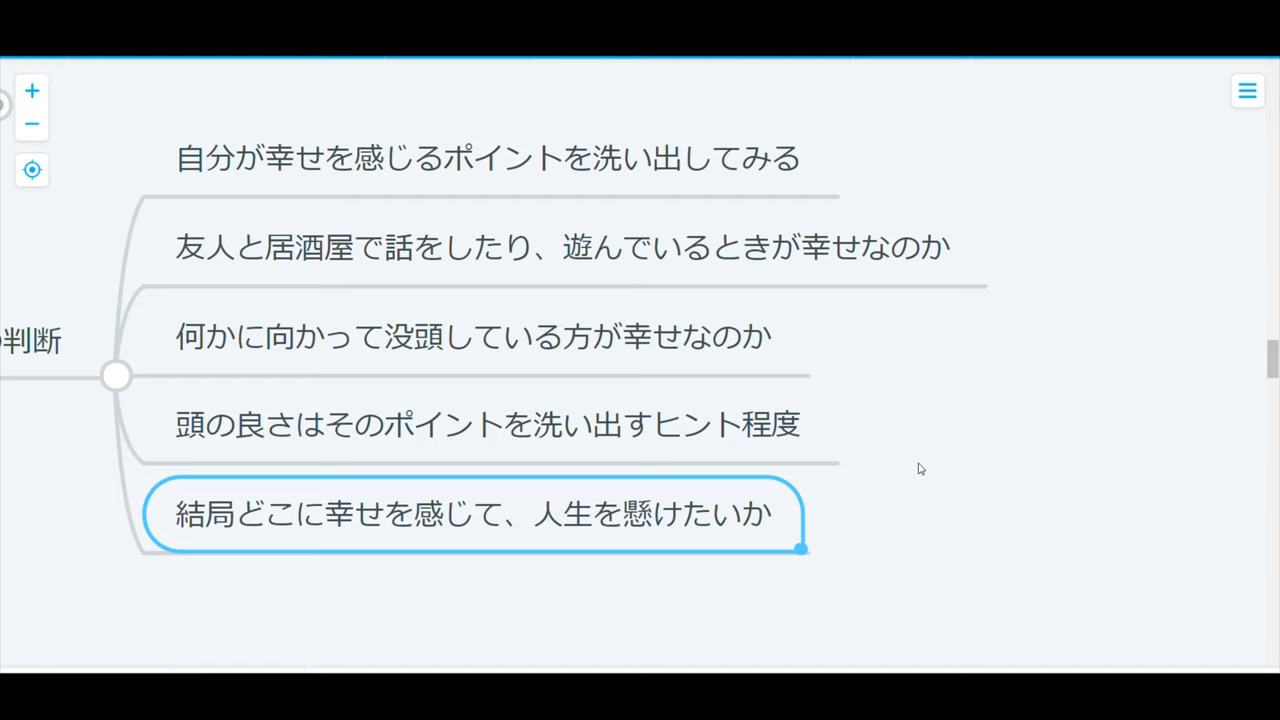 自分が幸せを感じるポイントを洗い出してみる
友人と居酒屋で話をしたり、遊んでいるときが幸せなのか
何かに向かって没頭している方が幸せなのか
の判断
頭の良さはそのポイントを洗い出すヒント程度
結局どこに幸せを感じて、人生を懸けたいか